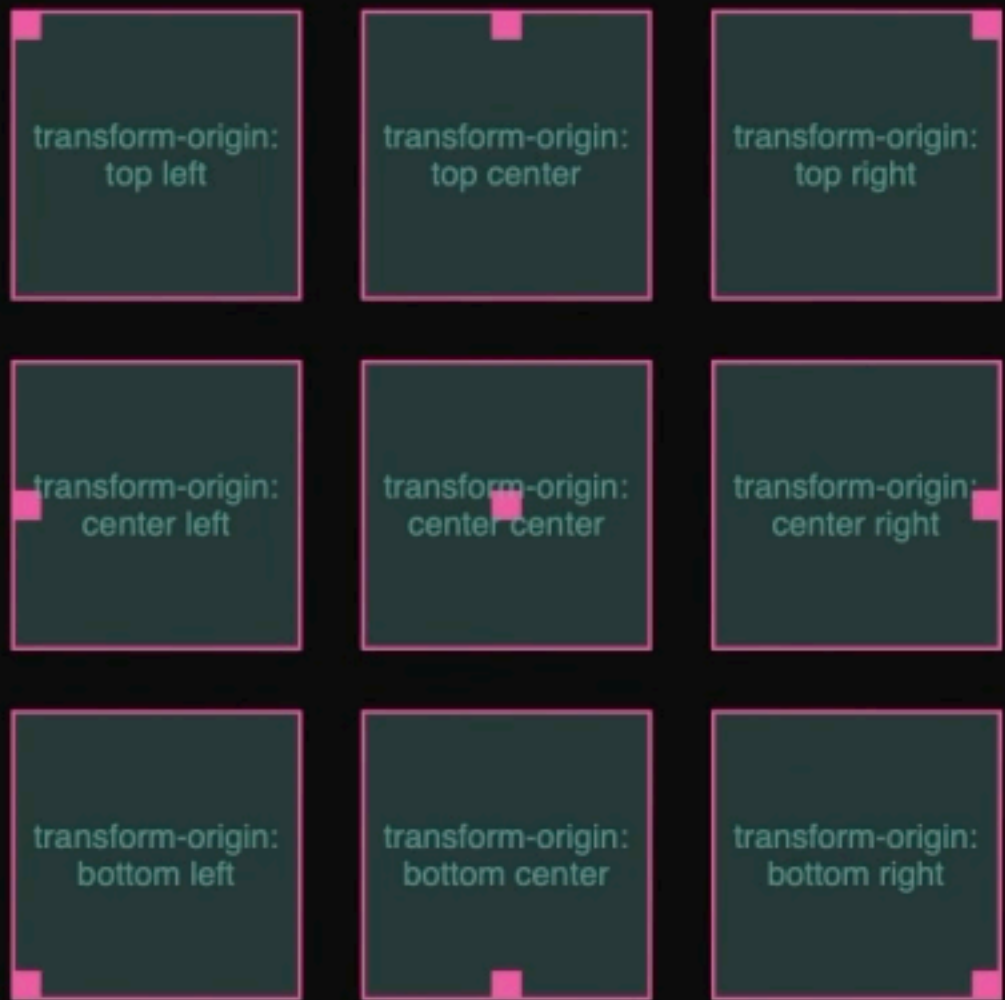 transform-origin:
top left
transform-origin:
top center
transform-origin:
top right
transform-origin:
center left
transform-origin:
center center
transform-origin:
center right
transform-origin:
bottom left
transform-origin:
bottom center
transform-origin:
bottom right